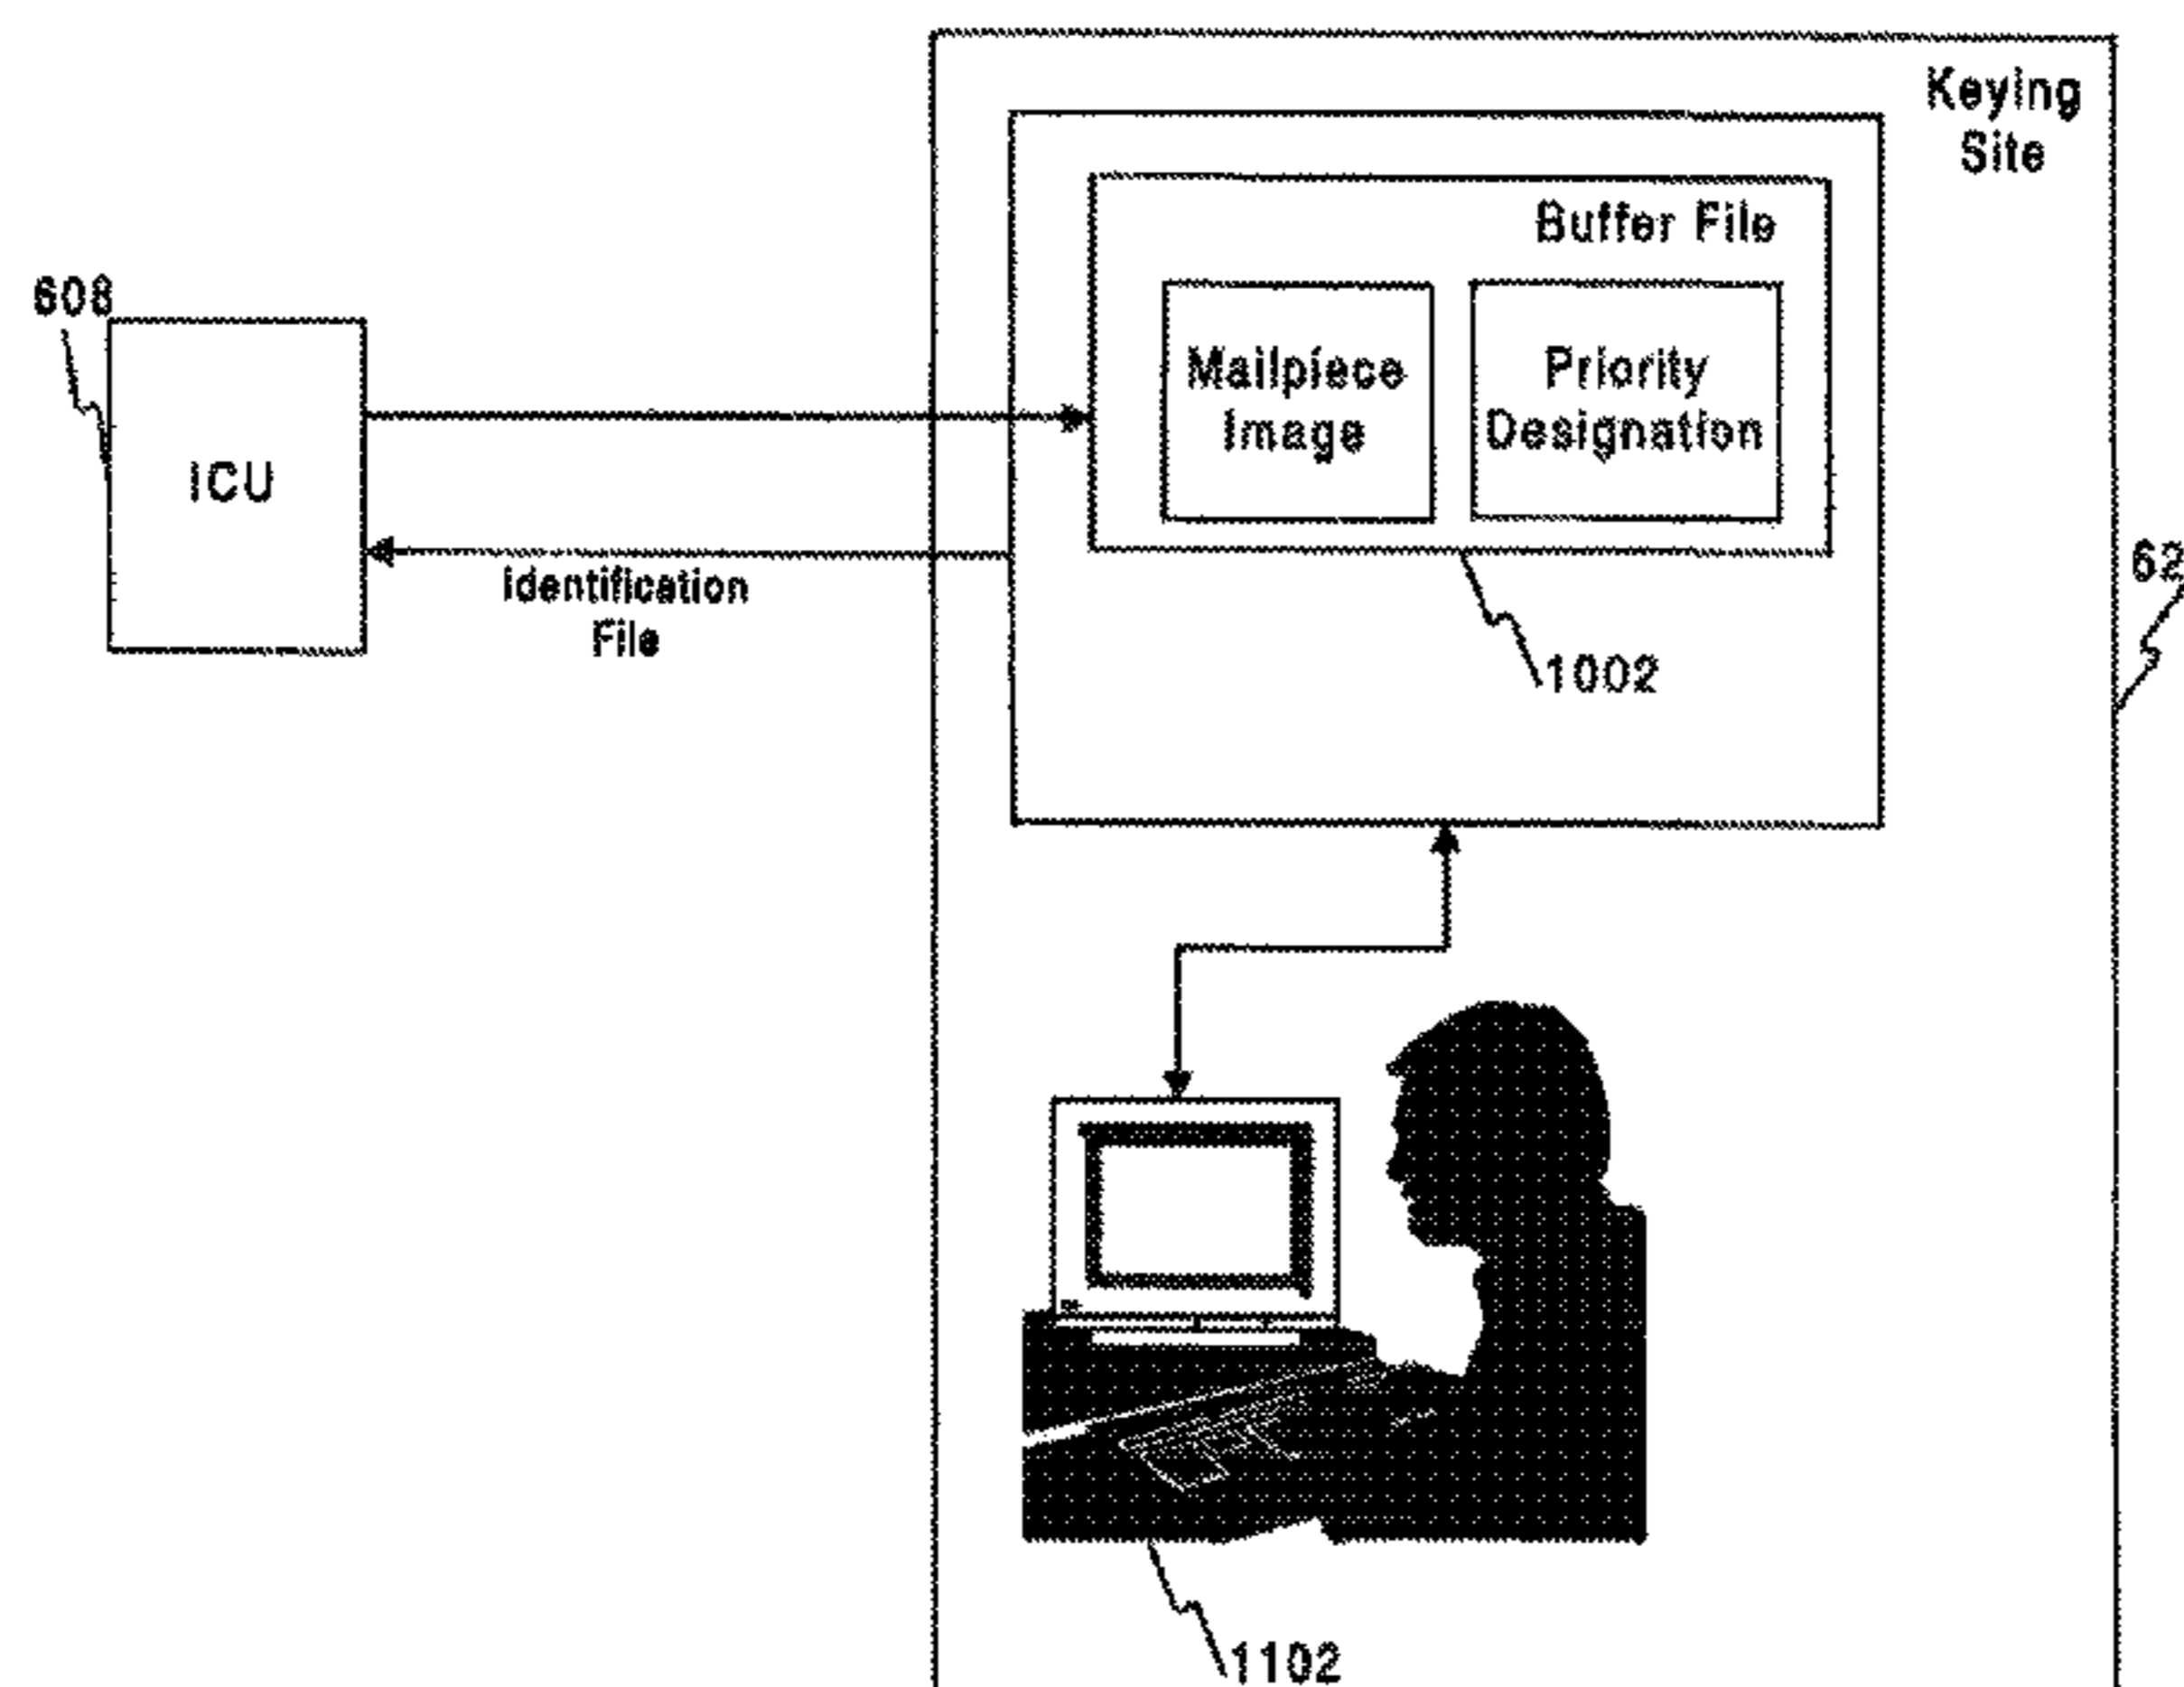 Keying
Site
Buffer File
608
Mailpiece
Image
Priority
Designation
ICU
Identification
File
1002
1102